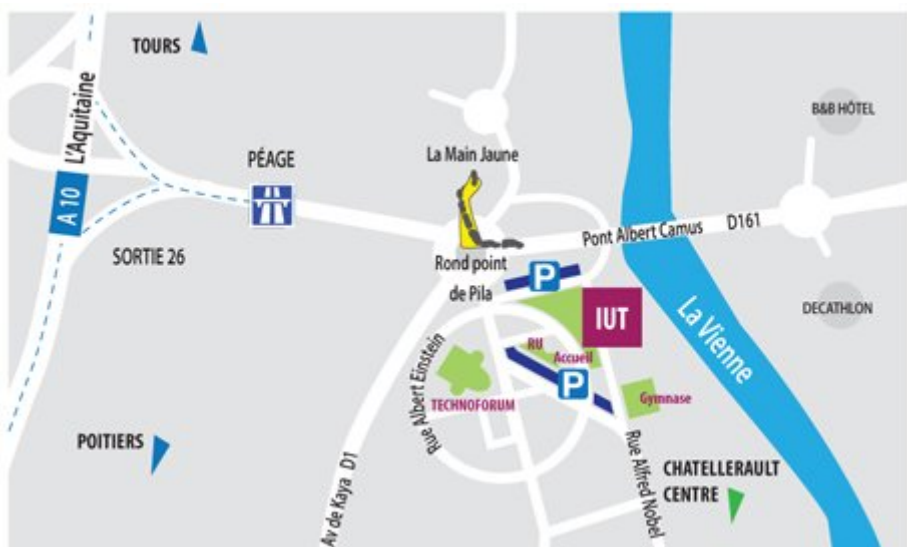 TOURS
L'Aquitaine
A 10
PÉAGE
SORTIE 26
POITIERS
La Main Jaune
Rond point
de Pila
B&B HÔTEL
Pont Albert Camus D161
DECATHLON
La Vienne
P
IUT
RU
Accueil
P
Gymnase
TECHNOFORUM
Rue Albert Einstein
Av de Kaya D1
Rue Alfred Nobel
CHATELLERAULT
CENTRE